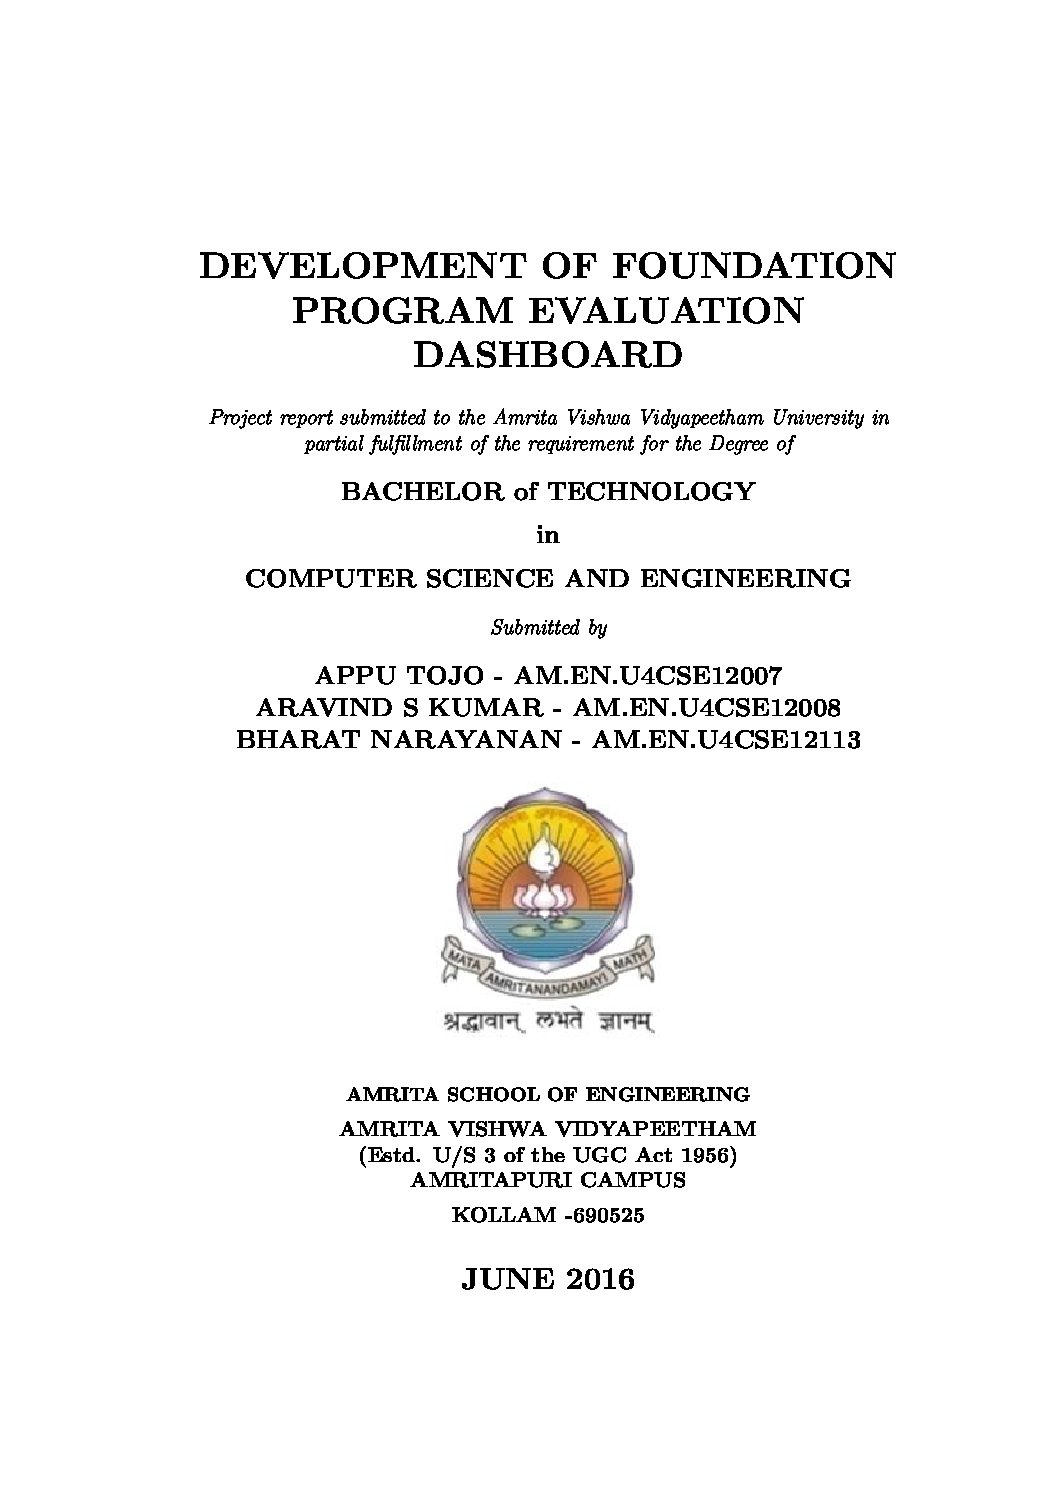 DEVELOPMENT OF FOUNDATION
PROGRAM EVALUATION
DASHBOARD
Project report submitted to the Amrita Vishwa Vidyapeetham University in
partial fulfillment of the requirement for the Degree of
BACHELOR of TECHNOLOGY
in
COMPUTER SCIENCE AND ENGINEERING
Submitted by
APPU TOJO - AM.EN.U4CSE12007
ARAVIND S KUMAR - AM.EN.U4CSE12008
BHARAT NARAYANAN - AM.EN.U4CSE12113
MATA AMRITANANDAMAYI MATH
श्रद्धावान् लभते ज्ञानम्
AMRITA SCHOOL OF ENGINEERING
AMRITA VISHWA VIDYAPEETHAM
(Estd. U/S 3 of the UGC Act 1956)
AMRITAPURI CAMPUS
KOLLAM -690525
JUNE 2016